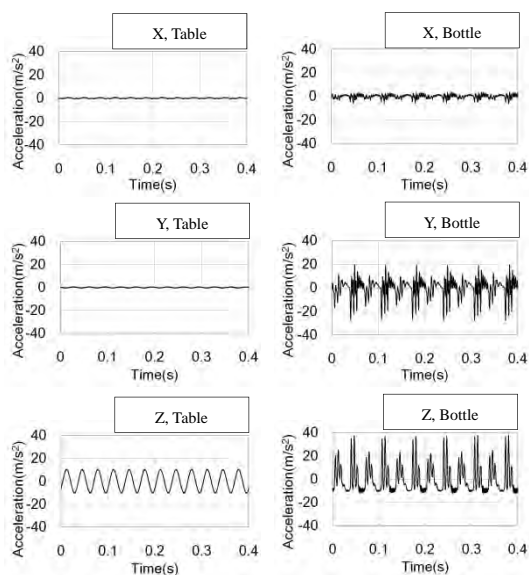 X, Table
40
20
0
-20
-40
Acceleration(m/s²)
0 0.1 0.2 0.3 0.4
Time(s)
X, Bottle
40
20
0
-20
-40
Acceleration(m/s²)
0 0.1 0.2 0.3 0.4
Time(s)
Y, Table
40
20
0
-20
-40
Acceleration(m/s²)
0 0.1 0.2 0.3 0.4
Time(s)
Y, Bottle
40
20
0
-20
-40
Acceleration(m/s²)
0 0.1 0.2 0.3 0.4
Time(s)
Z, Table
40
20
0
-20
-40
Acceleration(m/s²)
0 0.1 0.2 0.3 0.4
Time(s)
Z, Bottle
40
20
0
-20
-40
Acceleration(m/s²)
0 0.1 0.2 0.3 0.4
Time(s)